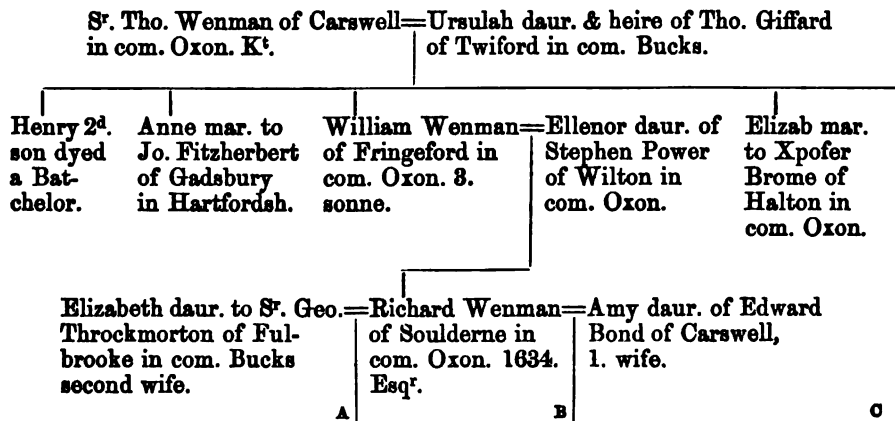 Sʳ. Tho. Wenman of Carswell=Ursulah daur. & heire of Tho. Giffard
in com. Oxon. Kᵗ. of Twiford in com. Bucks.
Henry 2ᵈ.
son dyed
a Bat-
chelor.
Anne mar. to
Jo. Fitzherbert
of Gadsbury
in Hartfordsh.
William Wenman=Ellenor daur. of
of Fringeford in
com. Oxon. 3.
sonne.
Stephen Power
of Wilton in
com. Oxon.
Elizab mar.
to Xpofer
Brome of
Halton in
com. Oxon.
Elizabeth daur. to Sʳ. Geo.=Richard Wenman=Amy daur. of Edward
Throckmorton of Ful-
brooke in com. Bucks
second wife.
of Soulderne in
com. Oxon. 1634.
Esqʳ.
Bond of Carswell,
1. wife.
A B C